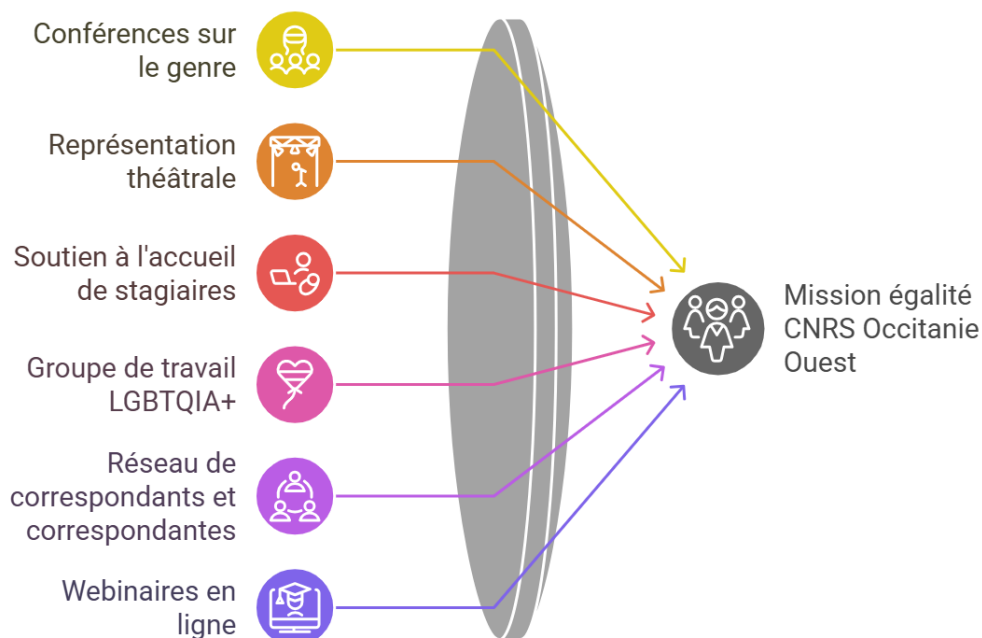 Conférences sur
le genre
Représentation
théâtrale
Soutien à l'accueil
de stagiaires
Groupe de travail
LGBTQIA+
Réseau de
correspondants et
correspondantes
Webinaires en
ligne
Mission égalité
CNRS Occitanie
Ouest